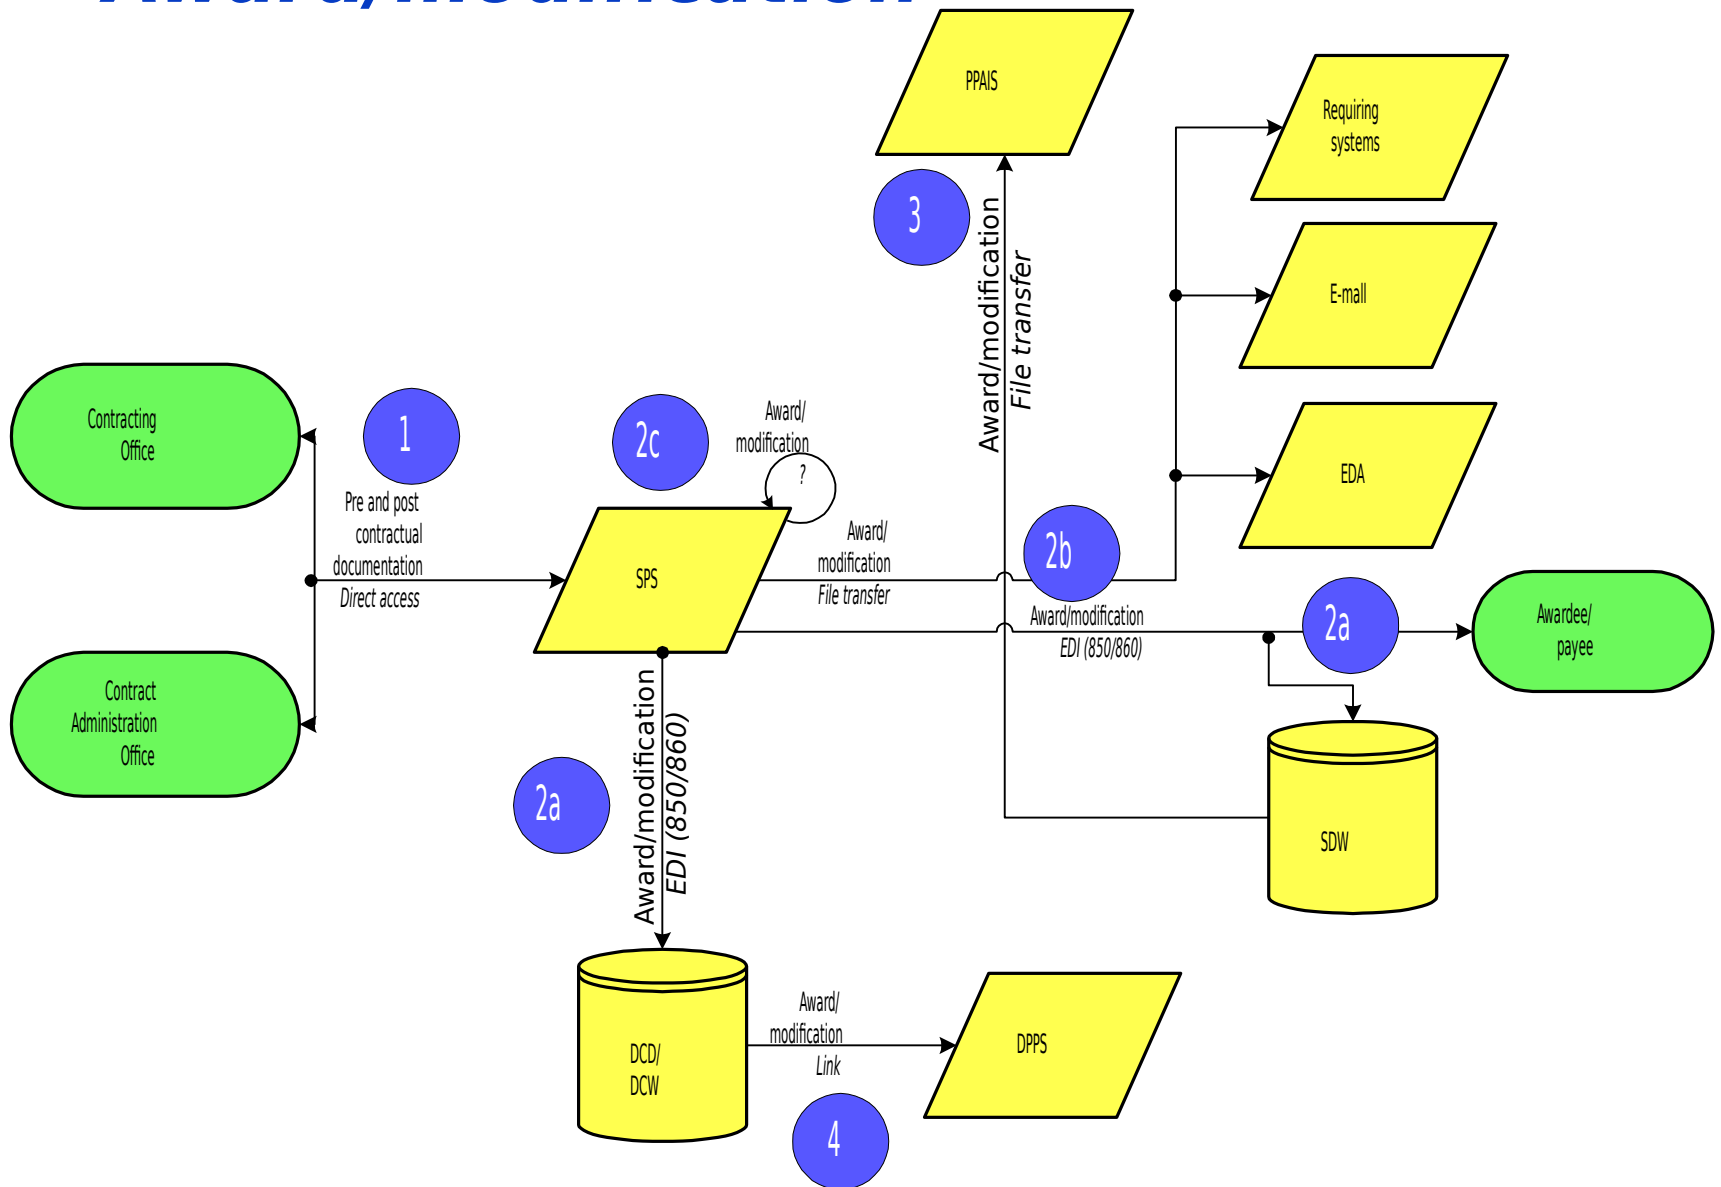 Award/Modification
PPAIS
Requiring
systems
3
Award/modification
File transfer
E-mall
Contracting
Office
1
2c
Award/
modification
?
EDA
Pre and post
contractual
documentation
Direct access
SPS
Award/
modification
File transfer
2b
Award/modification
EDI (850/860)
2a
Awardee/
payee
Contract
Administration
Office
2a
Award/modification
EDI (850/860)
SDW
DCD/
DCW
Award/
modification
Link
DPPS
4